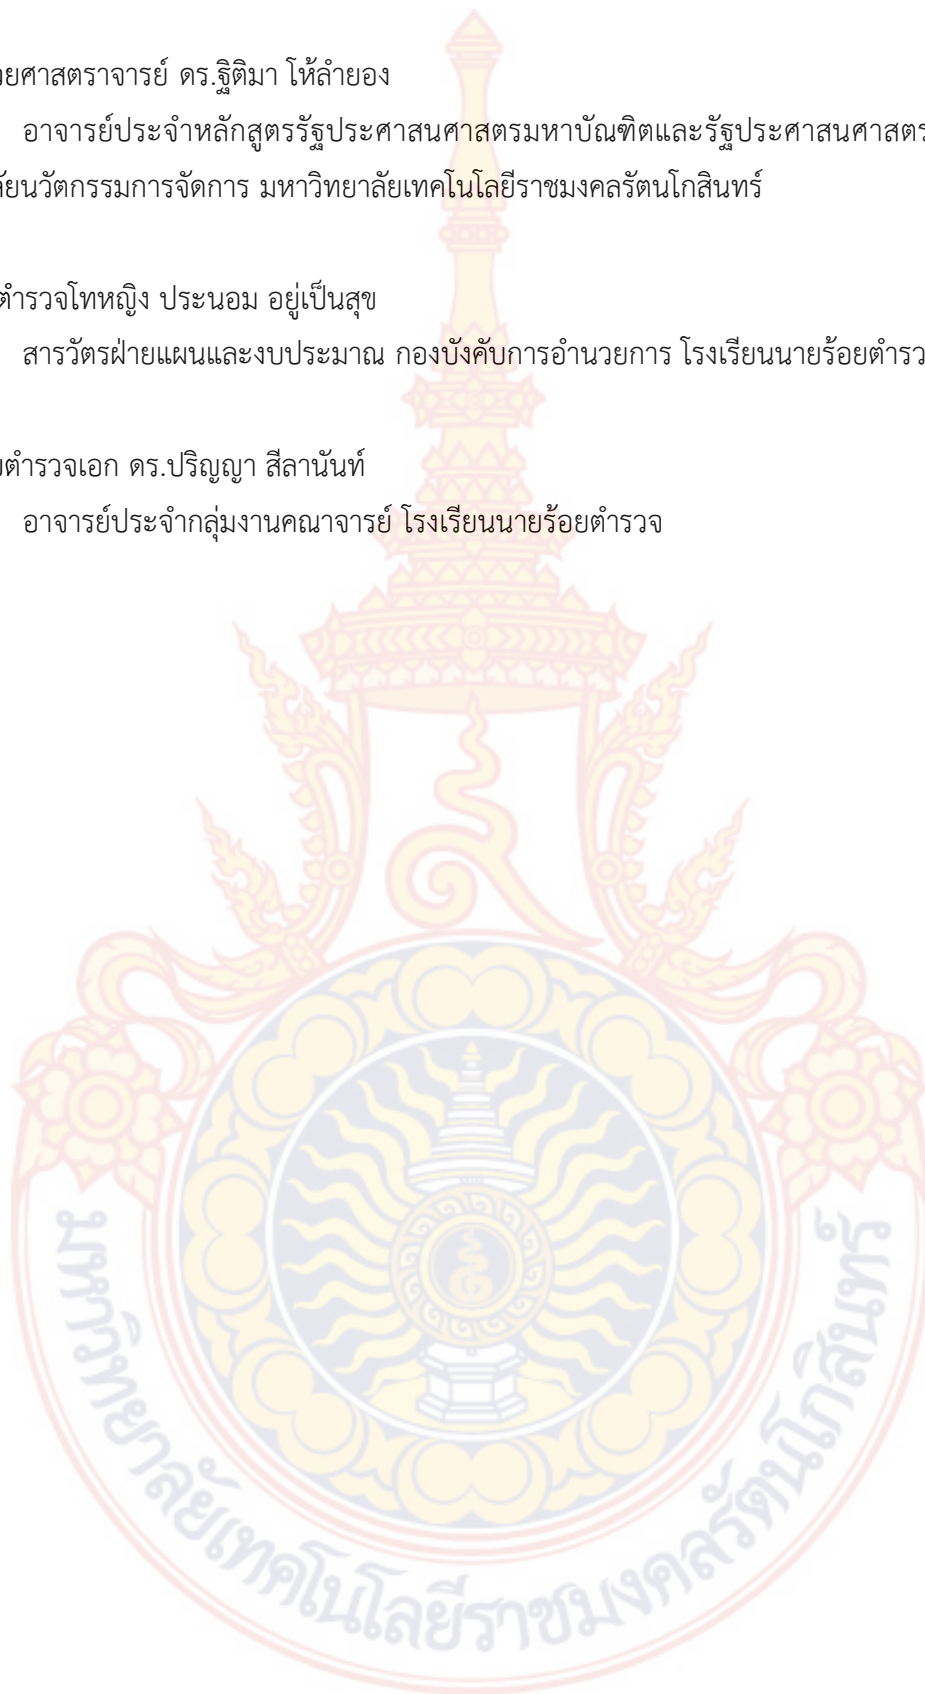 วยศาสตราจารย์ ดร.ฐิติมา โห้ลำยอง
อาจารย์ประจำหลักสูตรรัฐประศาสนศาสตรมหาบัณฑิตและรัฐประศาสนศาสตร
ลัยนวัตกรรมการจัดการ มหาวิทยาลัยเทคโนโลยีราชมงคลรัตนโกสินทร์
ตำรวจโทหญิง ประนอม อยู่เป็นสุข
สารวัตรฝ่ายแผนและงบประมาณ กองบังคับการอำนวยการ โรงเรียนนายร้อยตำรว
ตำรวจเอก ดร.ปริญญา สีลานันท์
อาจารย์ประจำกลุ่มงานคณาจารย์ โรงเรียนนายร้อยตำรวจ
มหาวิทยาลัยเทคโนโลยีราชมงคลรัตนโกสินทร์